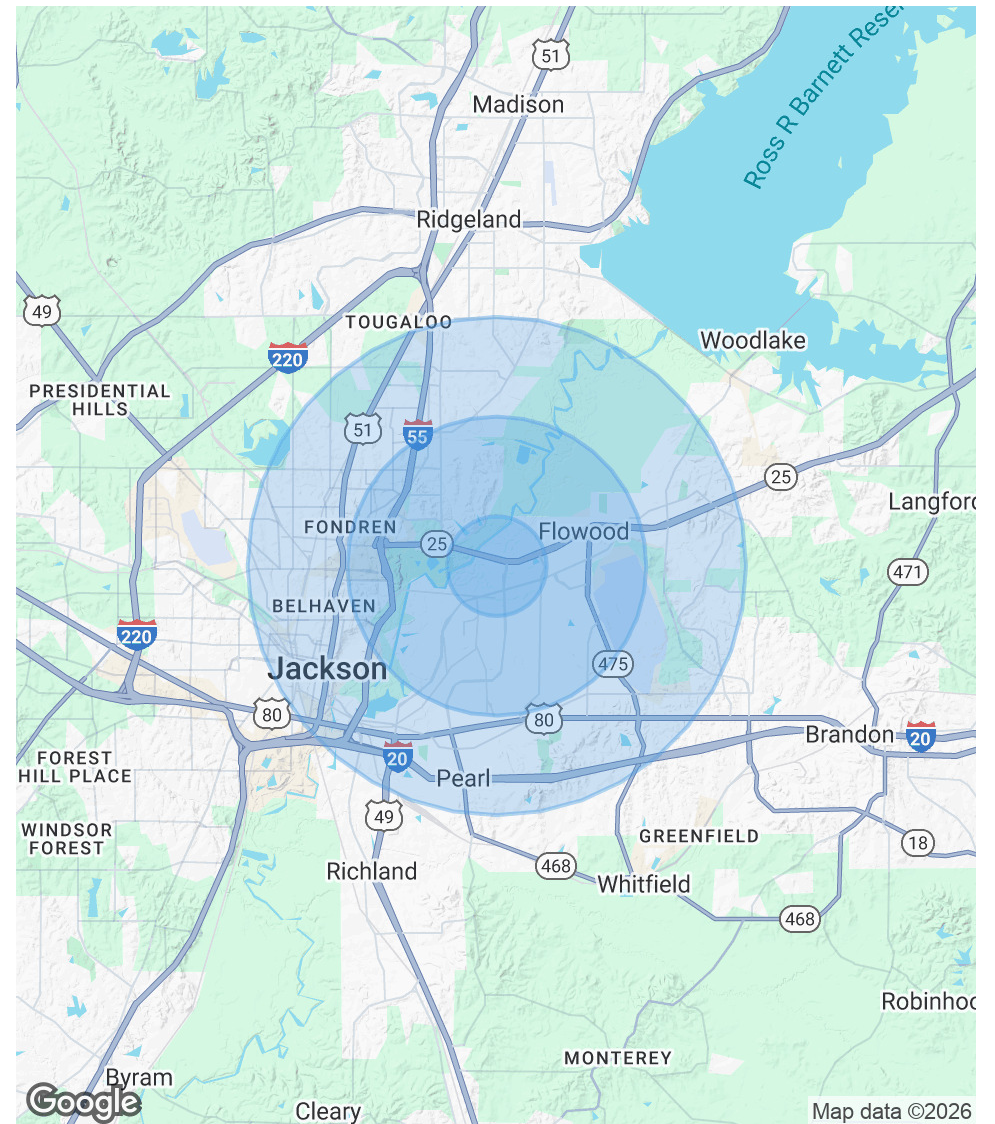 51
Madison
Ross R Barnett Reser
Ridgeland
49
TOUGALOO
Woodlake
220
PRESIDENTIAL
HILLS
51
55
25
Langford
FONDREN
25
Flowood
471
BELHAVEN
220
Jackson
475
80
80
Brandon
20
20
FOREST
HILL PLACE
Pearl
49
WINDSOR
FOREST
GREENFIELD
18
Richland
468
Whitfield
468
Robinhoo
MONTEREY
Byram
Google
Cleary
Map data ©2026